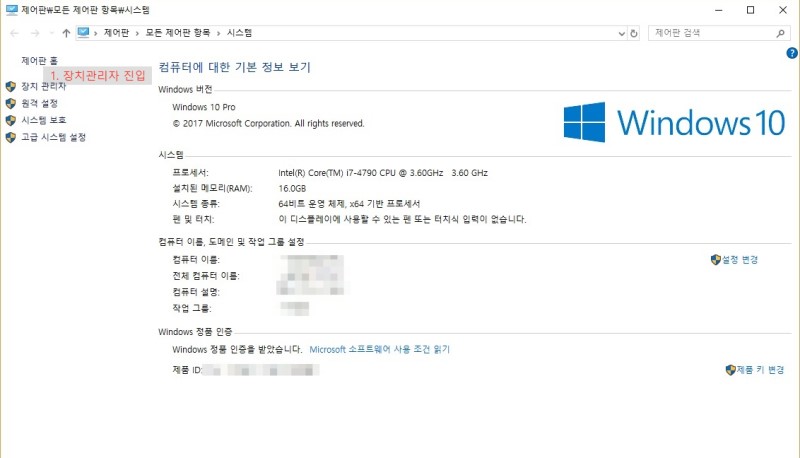 제어판₩모든 제어판 항목₩시스템
제어판 › 모든 제어판 항목 › 시스템
제어판 검색
제어판 홈
1. 장치관리자 진입
장치 관리자
원격 설정
시스템 보호
고급 시스템 설정
컴퓨터에 대한 기본 정보 보기
Windows 버전
Windows 10 Pro
© 2017 Microsoft Corporation. All rights reserved.
Windows 10
시스템
프로세서: Intel(R) Core(TM) i7-4790 CPU @ 3.60GHz 3.60 GHz
설치된 메모리(RAM): 16.0GB
시스템 종류: 64비트 운영 체제, x64 기반 프로세서
펜 및 터치: 이 디스플레이에 사용할 수 있는 펜 또는 터치식 입력이 없습니다.
컴퓨터 이름, 도메인 및 작업 그룹 설정
컴퓨터 이름: 설정 변경
전체 컴퓨터 이름:
컴퓨터 설명:
작업 그룹:
Windows 정품 인증
Windows 정품 인증을 받았습니다. Microsoft 소프트웨어 사용 조건 읽기
제품 ID: 제품 키 변경